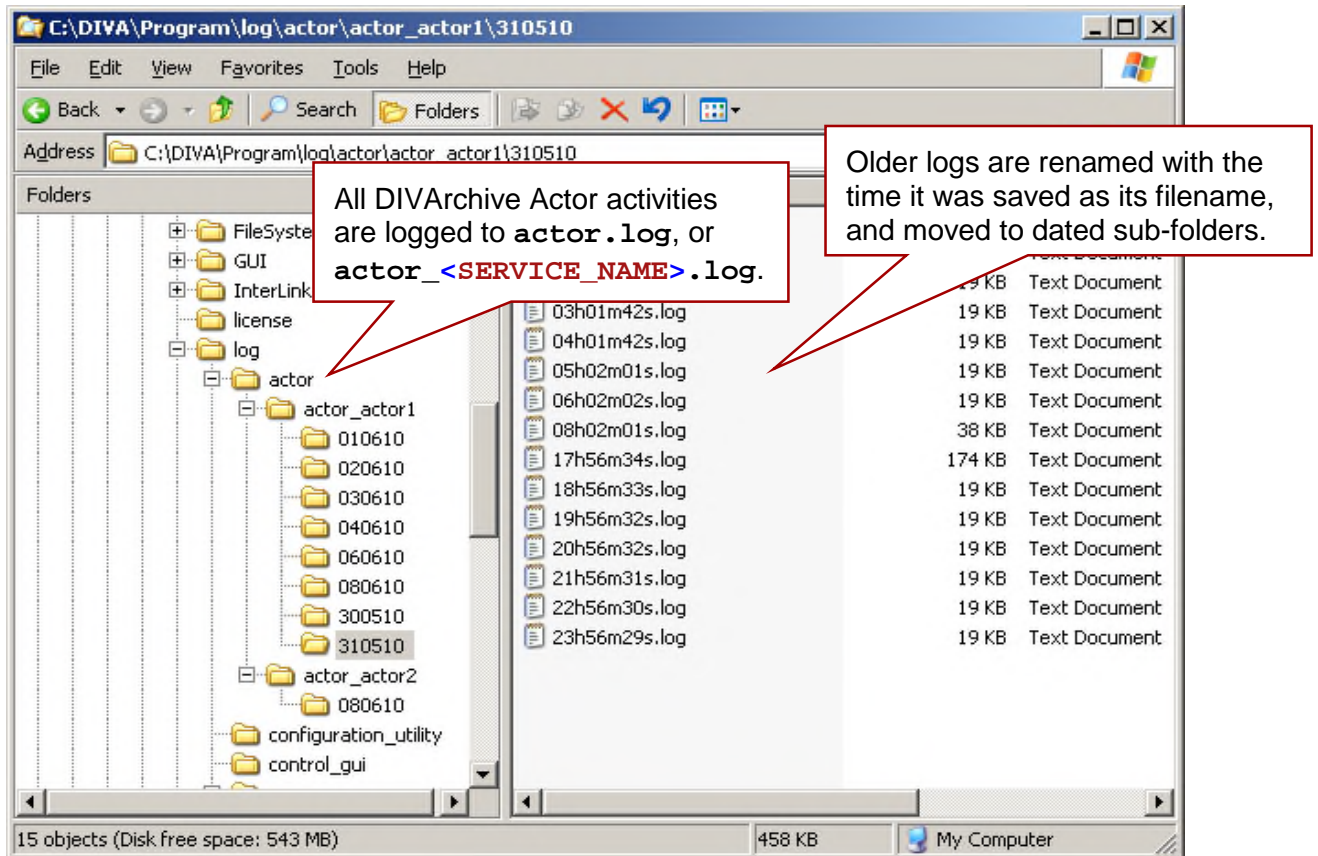 C:\DIVA\Program\log\actor\actor_actor1\310510
File Edit View Favorites Tools Help
Back Search Folders
Address C:\DIVA\Program\log\actor\actor_actor1\310510
Older logs are renamed with the
time it was saved as its filename,
and moved to dated sub-folders.
All DIVArchive Actor activities
are logged to actor.log, or
actor_<SERVICE_NAME>.log.
Folders
FileSyste
GUI
InterLink
license
log
actor
actor_actor1
010610
020610
030610
040610
060610
080610
300510
310510
actor_actor2
080610
configuration_utility
control_gui
Text Document
19 KB Text Document
03h01m42s.log 19 KB Text Document
04h01m42s.log 19 KB Text Document
05h02m01s.log 19 KB Text Document
06h02m02s.log 19 KB Text Document
08h02m01s.log 38 KB Text Document
17h56m34s.log 174 KB Text Document
18h56m33s.log 19 KB Text Document
19h56m32s.log 19 KB Text Document
20h56m32s.log 19 KB Text Document
21h56m31s.log 19 KB Text Document
22h56m30s.log 19 KB Text Document
23h56m29s.log 19 KB Text Document
15 objects (Disk free space: 543 MB) 458 KB My Computer